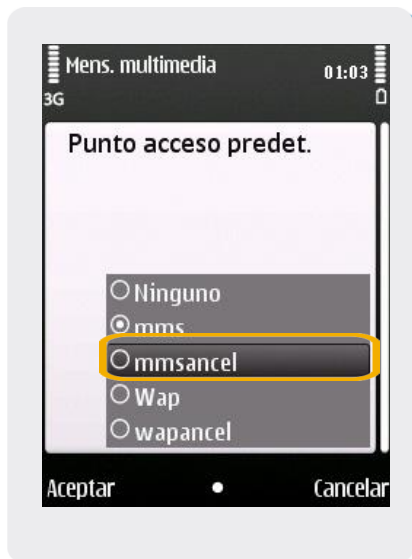 Mens. multimedia
01:03
3G
Punto acceso predet.
Ninguno
mms
mmsancel
Wap
wapancel
Aceptar
Cancelar